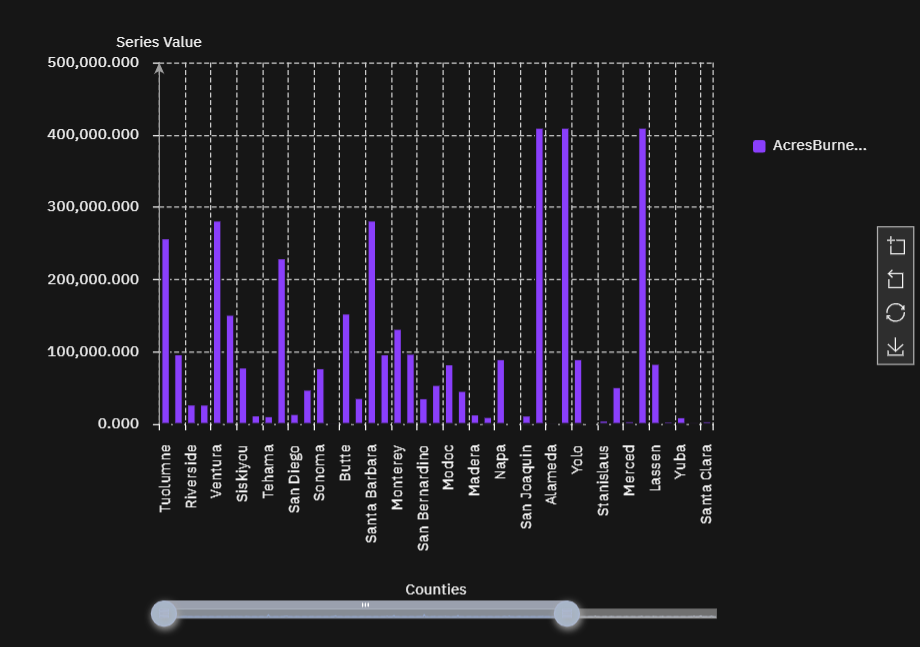 Series Value
500,000.000
400,000.000
300,000.000
200,000.000
100,000.000
0.000
AcresBurne...
Tuolumne
Riverside
Ventura
Siskiyou
Tehama
San Diego
Sonoma
Butte
Santa Barbara
Monterey
San Bernardino
Modoc
Madera
Napa
San Joaquin
Alameda
Yolo
Stanislaus
Merced
Lassen
Yuba
Santa Clara
Counties